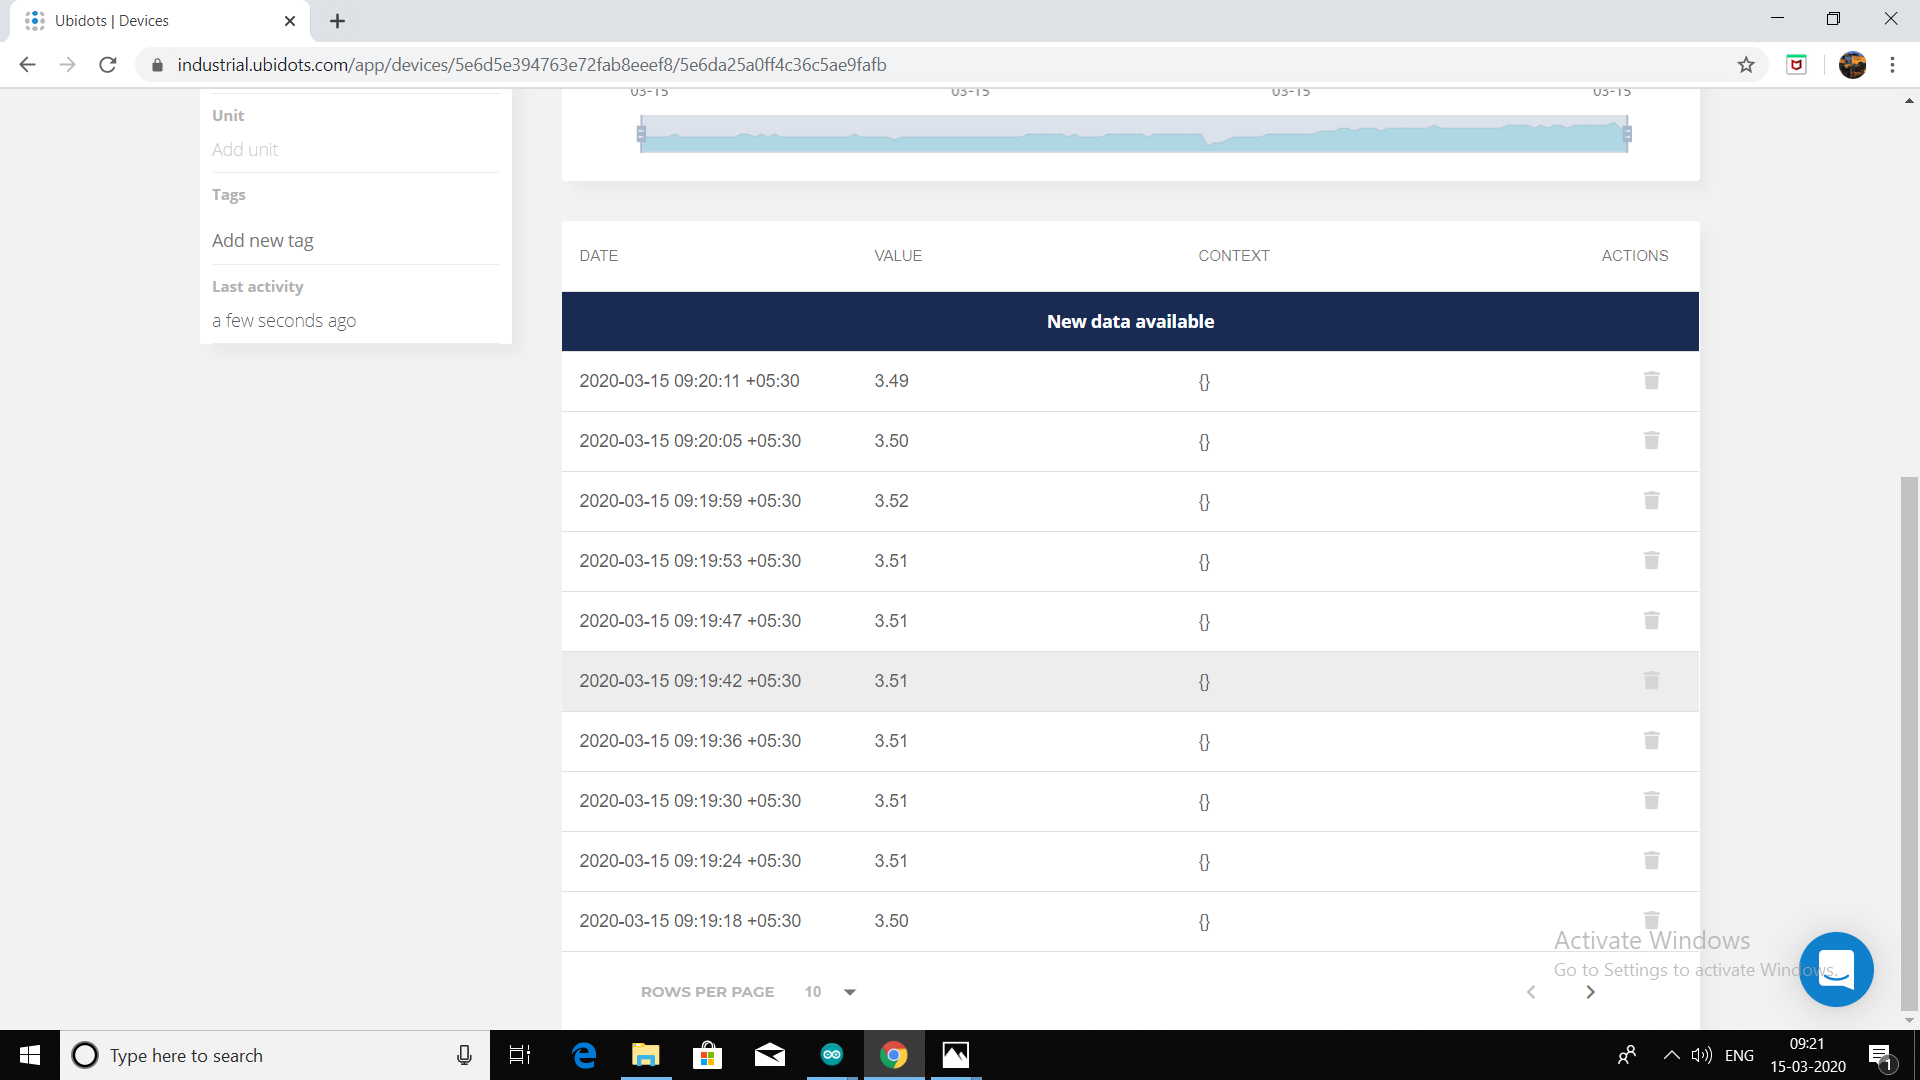 Ubidots | Devices
industrial.ubidots.com/app/devices/5e6d5e394763e72fab8eeef8/5e6da25a0ff4c36c5ae9fafb
03-15 03-15 03-15 03-15
Unit
Add unit
Tags
Add new tag
Last activity
a few seconds ago
DATE VALUE CONTEXT ACTIONS
New data available
2020-03-15 09:20:11 +05:30 3.49 {}
2020-03-15 09:20:05 +05:30 3.50 {}
2020-03-15 09:19:59 +05:30 3.52 {}
2020-03-15 09:19:53 +05:30 3.51 {}
2020-03-15 09:19:47 +05:30 3.51 {}
2020-03-15 09:19:42 +05:30 3.51 {}
2020-03-15 09:19:36 +05:30 3.51 {}
2020-03-15 09:19:30 +05:30 3.51 {}
2020-03-15 09:19:24 +05:30 3.51 {}
2020-03-15 09:19:18 +05:30 3.50 {}
Activate Windows
Go to Settings to activate Windows.
ROWS PER PAGE 10
Type here to search
ENG
09:21
15-03-2020
1